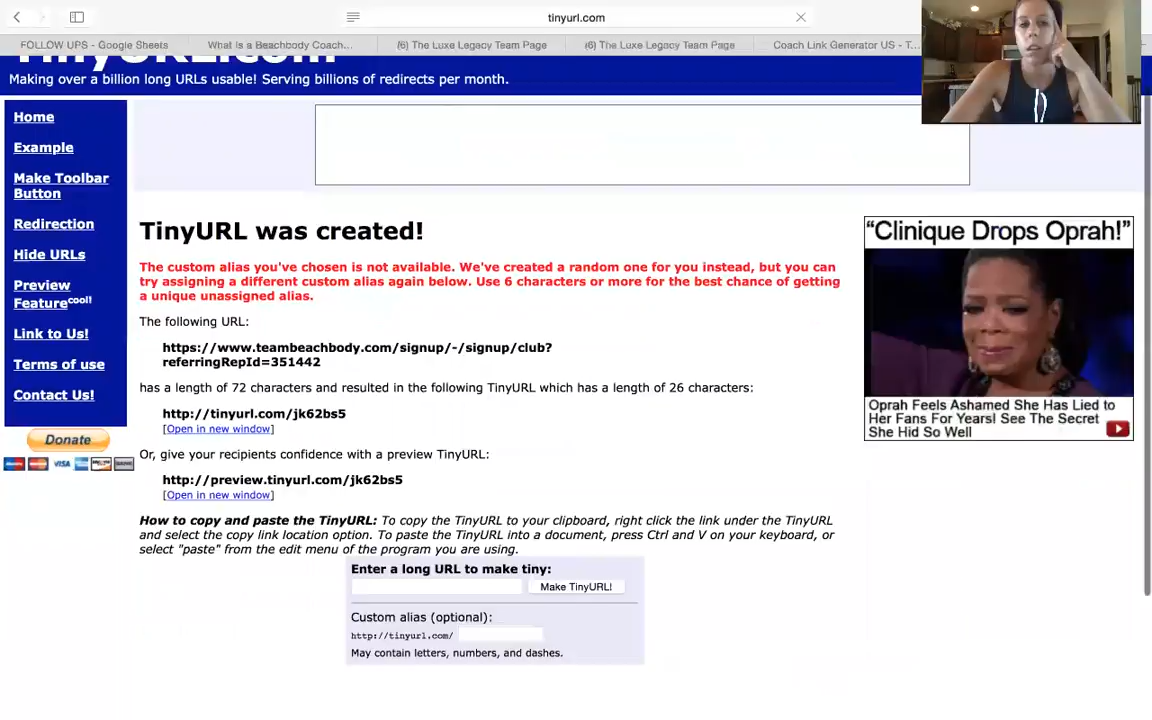 tinyurl.com
FOLLOW UPS - Google Sheets
What Is a Beachbody Coach...
(6) The Luxe Legacy Team Page
(6) The Luxe Legacy Team Page
Coach Link Generator US - T...
TinyURL.com
Making over a billion long URLs usable! Serving billions of redirects per month.
Home
Example
Make Toolbar
Button
Redirection
Hide URLs
Preview
Feature cool!
Link to Us!
Terms of use
Contact Us!
Donate
VISA
TinyURL was created!
The custom alias you've chosen is not available. We've created a random one for you instead, but you can
try assigning a different custom alias again below. Use 6 characters or more for the best chance of getting
a unique unassigned alias.
The following URL:
https://www.teambeachbody.com/signup/-/signup/club?
referringRepId=351442
has a length of 72 characters and resulted in the following TinyURL which has a length of 26 characters:
http://tinyurl.com/jk62bs5
[Open in new window]
Or, give your recipients confidence with a preview TinyURL:
http://preview.tinyurl.com/jk62bs5
[Open in new window]
How to copy and paste the TinyURL: To copy the TinyURL to your clipboard, right click the link under the TinyURL
and select the copy link location option. To paste the TinyURL into a document, press Ctrl and V on your keyboard, or
select "paste" from the edit menu of the program you are using.
Enter a long URL to make tiny:
Make TinyURL!
Custom alias (optional):
http://tinyurl.com/
May contain letters, numbers, and dashes.
“Clinique Drops Oprah!”
Oprah Feels Ashamed She Has Lied to
Her Fans For Years! See The Secret
She Hid So Well